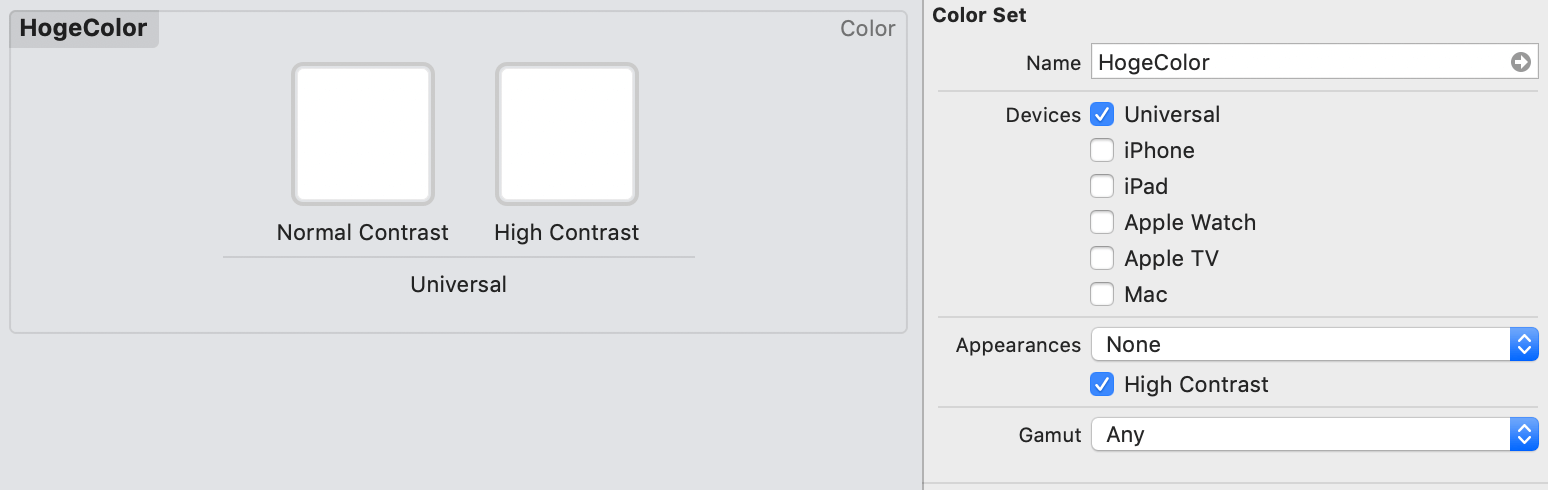 HogeColor
Color
Normal Contrast
High Contrast
Universal
Color Set
Name HogeColor
Devices Universal
iPhone
iPad
Apple Watch
Apple TV
Mac
Appearances None
High Contrast
Gamut Any